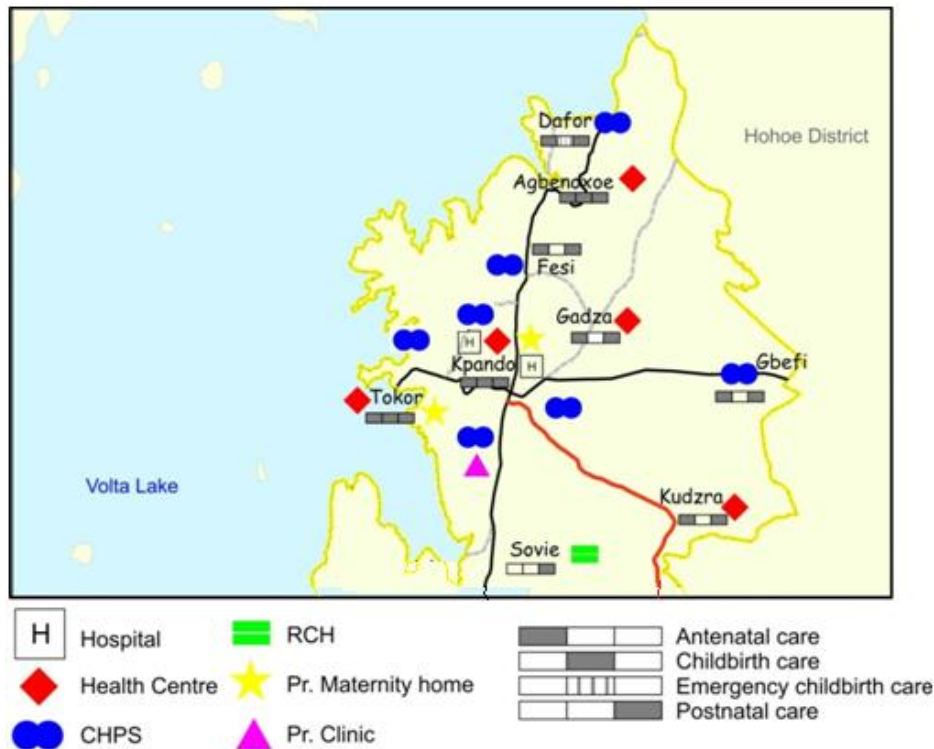 Dafor
Hohoe District
Agbenoxoe
Fesi
Gadza
H
Kpando
H
Gbefi
Tokor
Volta Lake
Kudzra
Sovie
H Hospital
RCH
Antenatal care
Childbirth care
Health Centre
Pr. Maternity home
Emergency childbirth care
Postnatal care
CHPS
Pr. Clinic